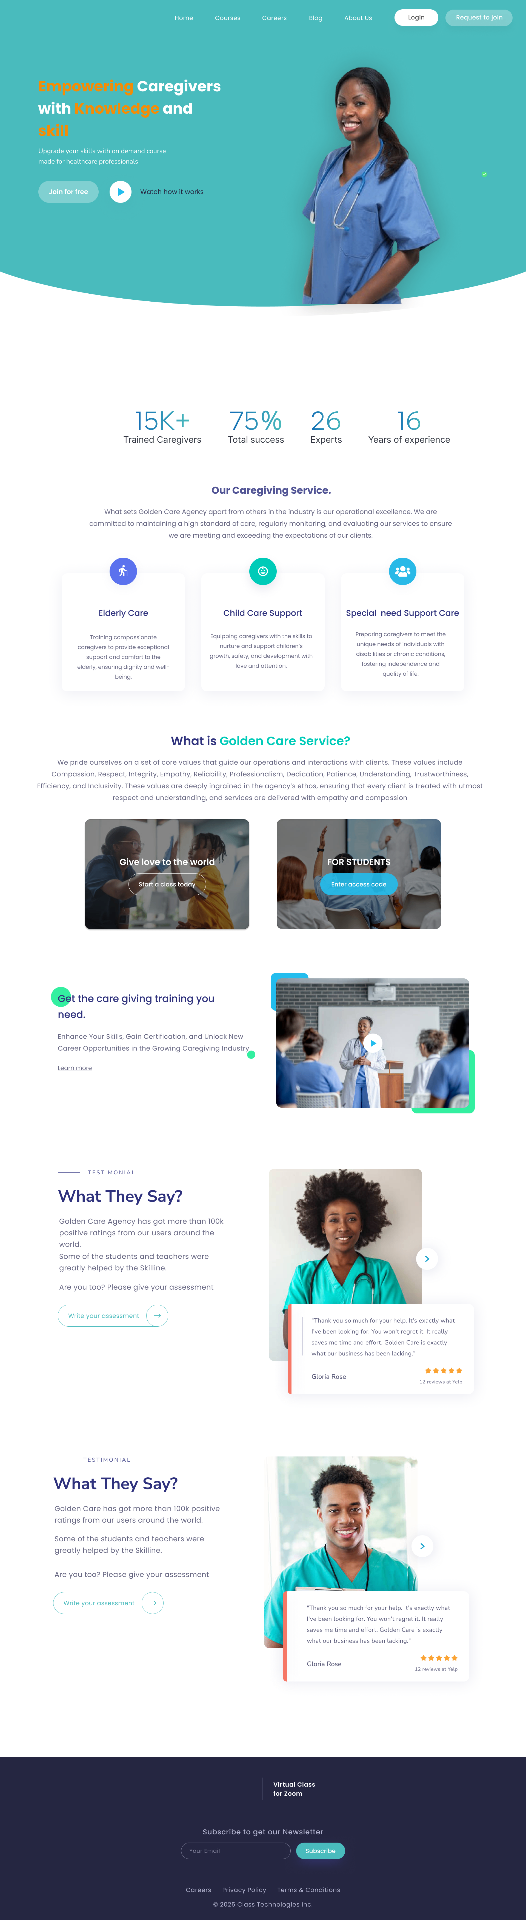 Home Courses Careers Blog About Us Login Request to join
Empowering Caregivers
with Knowledge and
skill
Upgrade your skills with on demand course
made for healthcare professionals
Join for free Watch how it works
15K+ 75% 26 16
Trained Caregivers Total success Experts Years of experience
Our Caregiving Service.
What sets Golden Care Agency apart from others in the industry is our operational excellence. We are
committed to maintaining a high standard of care, regularly monitoring, and evaluating our services to ensure
we are meeting and exceeding the expectations of our clients.
Elderly Care
Training compassionate
caregivers to provide exceptional
support and comfort to the
elderly, ensuring dignity and well-
being.
Child Care Support
Equipping caregivers with the skills to
nurture and support children's
growth, safety, and development with
love and attention.
Special need Support Care
Preparing caregivers to meet the
unique needs of individuals with
disabilities or chronic conditions,
fostering independence and
quality of life.
What is Golden Care Service?
We pride ourselves on a set of core values that guide our operations and interactions with clients. These values include
Compassion, Respect, Integrity, Empathy, Reliability, Professionalism, Dedication, Patience, Understanding, Trustworthiness,
Efficiency, and Inclusivity. These values are deeply ingrained in the agency's ethos, ensuring that every client is treated with utmost
respect and understanding, and services are delivered with empathy and compassion
Give love to the world
Start a class today
FOR STUDENTS
Enter access code
Get the care giving training you
need.
Enhance Your Skills, Gain Certification, and Unlock New
Career Opportunities in the Growing Caregiving Industry
Learn more
TESTIMONIAL
What They Say?
Golden Care Agency has got more than 100k
positive ratings from our users around the
world.
Some of the students and teachers were
greatly helped by the Skilline.
Are you too? Please give your assessment
Write your assessment
"Thank you so much for your help. It's exactly what
I've been looking for. You won't regret it. It really
saves me time and effort. Golden Care is exactly
what our business has been lacking."
Gloria Rose
12 reviews at Yelp
ESTIMONIAL
What They Say?
Golden Care has got more than 100k positive
ratings from our users around the world.
Some of the students and teachers were
greatly helped by the Skilline.
Are you too? Please give your assessment
Write your assessment
"Thank you so much for your help. It's exactly what
I've been looking for. You won't regret it. It really
saves me time and effort. Golden Care is exactly
what our business has been lacking."
Gloria Rose
12 reviews at Yelp
Virtual Class
for Zoom
Subscribe to get our Newsletter
Your Email Subscribe
Careers Privacy Policy Terms & Conditions
© 2025 Class Technologies Inc.